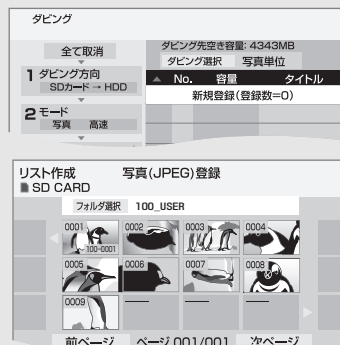 ダビング
全て取消
ダビング先空き容量: 4343MB
ダビング選択 写真単位
1 ダビング方向
SDカード → HDD
No. 容量 タイトル
新規登録(登録数=0)
2 モード
写真 高速
リスト作成 写真(JPEG)登録
SD CARD
フォルダ選択 100_USER
0001 0002 0003 0004
100-0001
0005 0006 0007 0008
0009
前ページ ページ 001/001 次ページ